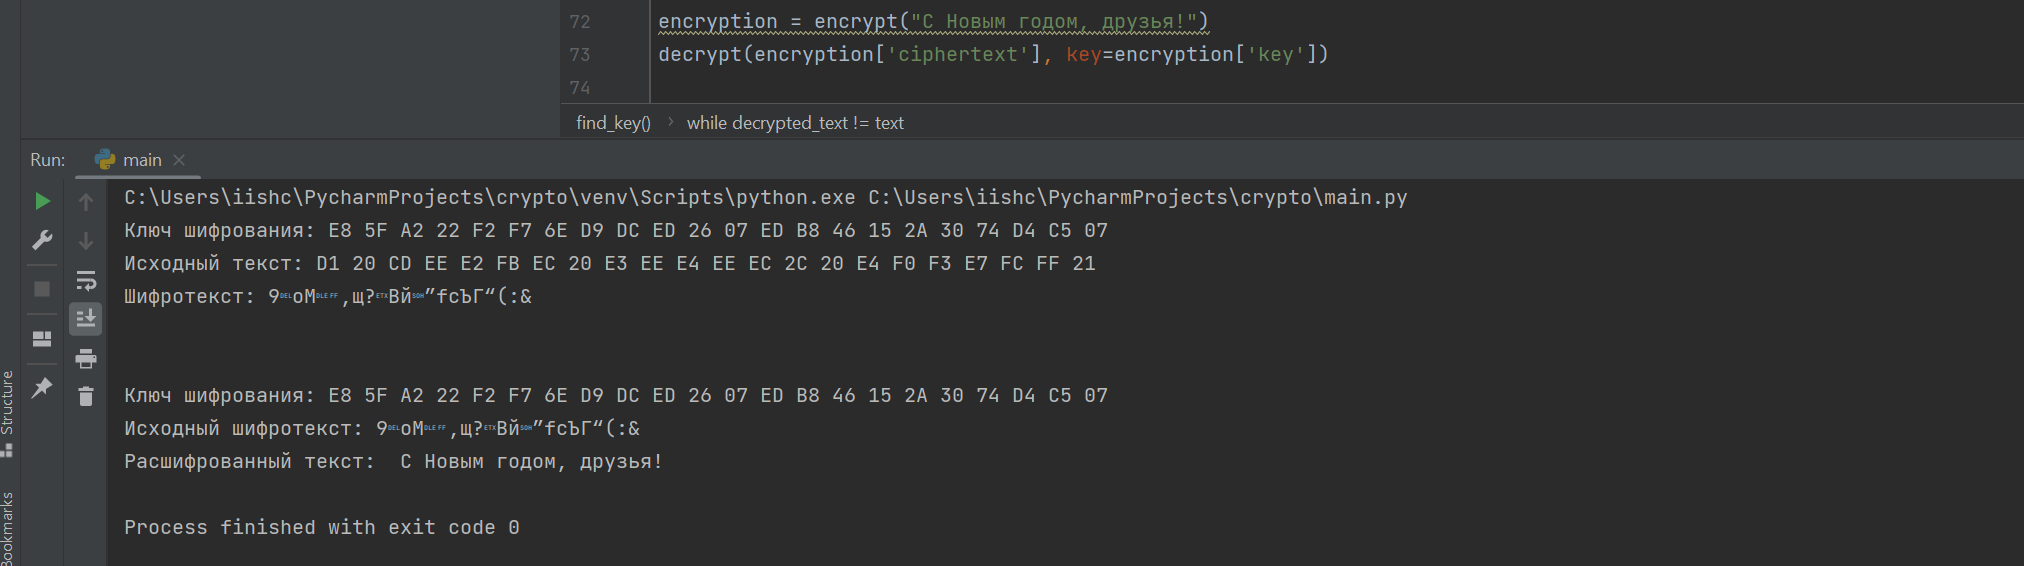 72 encryption = encrypt("С Новым годом, друзья!")
73 decrypt(encryption['ciphertext'], key=encryption['key'])
74
find_key() › while decrypted_text != text
Run: main
C:\Users\iishc\PycharmProjects\crypto\venv\Scripts\python.exe C:\Users\iishc\PycharmProjects\crypto\main.py
Ключ шифрования: E8 5F A2 22 F2 F7 6E D9 DC ED 26 07 ED B8 46 15 2A 30 74 D4 C5 07
Исходный текст: D1 20 CD EE E2 FB EC 20 E3 EE E4 EE EC 2C 20 E4 F0 F3 E7 FC FF 21
Шифротекст: 9DELoMDLEFF‚щ?ETXВйSOH”fсЪГ“(:&
Ключ шифрования: E8 5F A2 22 F2 F7 6E D9 DC ED 26 07 ED B8 46 15 2A 30 74 D4 C5 07
Исходный шифротекст: 9DELoMDLEFF‚щ?ETXВйSOH”fсЪГ“(:&
Расшифрованный текст:  С Новым годом, друзья!
Process finished with exit code 0
Structure
Bookmarks